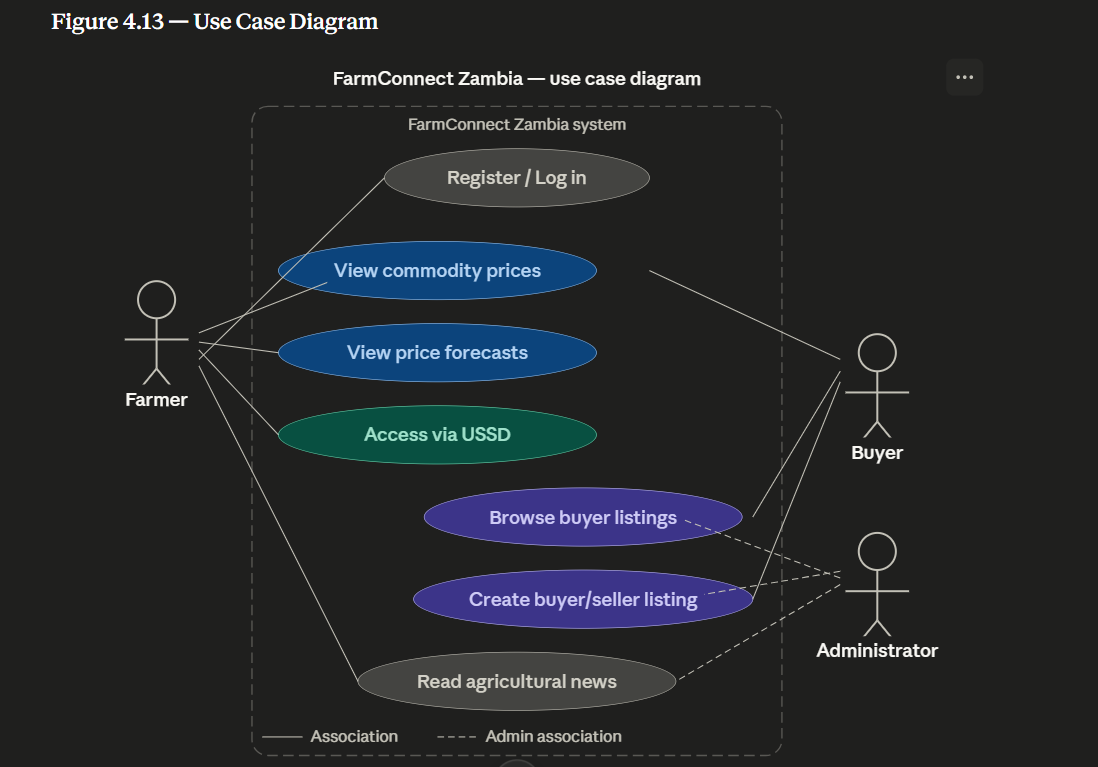 Figure 4.13 — Use Case Diagram
FarmConnect Zambia — use case diagram
FarmConnect Zambia system
Register / Log in
View commodity prices
View price forecasts
Farmer
Access via USSD
Buyer
Browse buyer listings
Create buyer/seller listing
Administrator
Read agricultural news
Association
Admin association